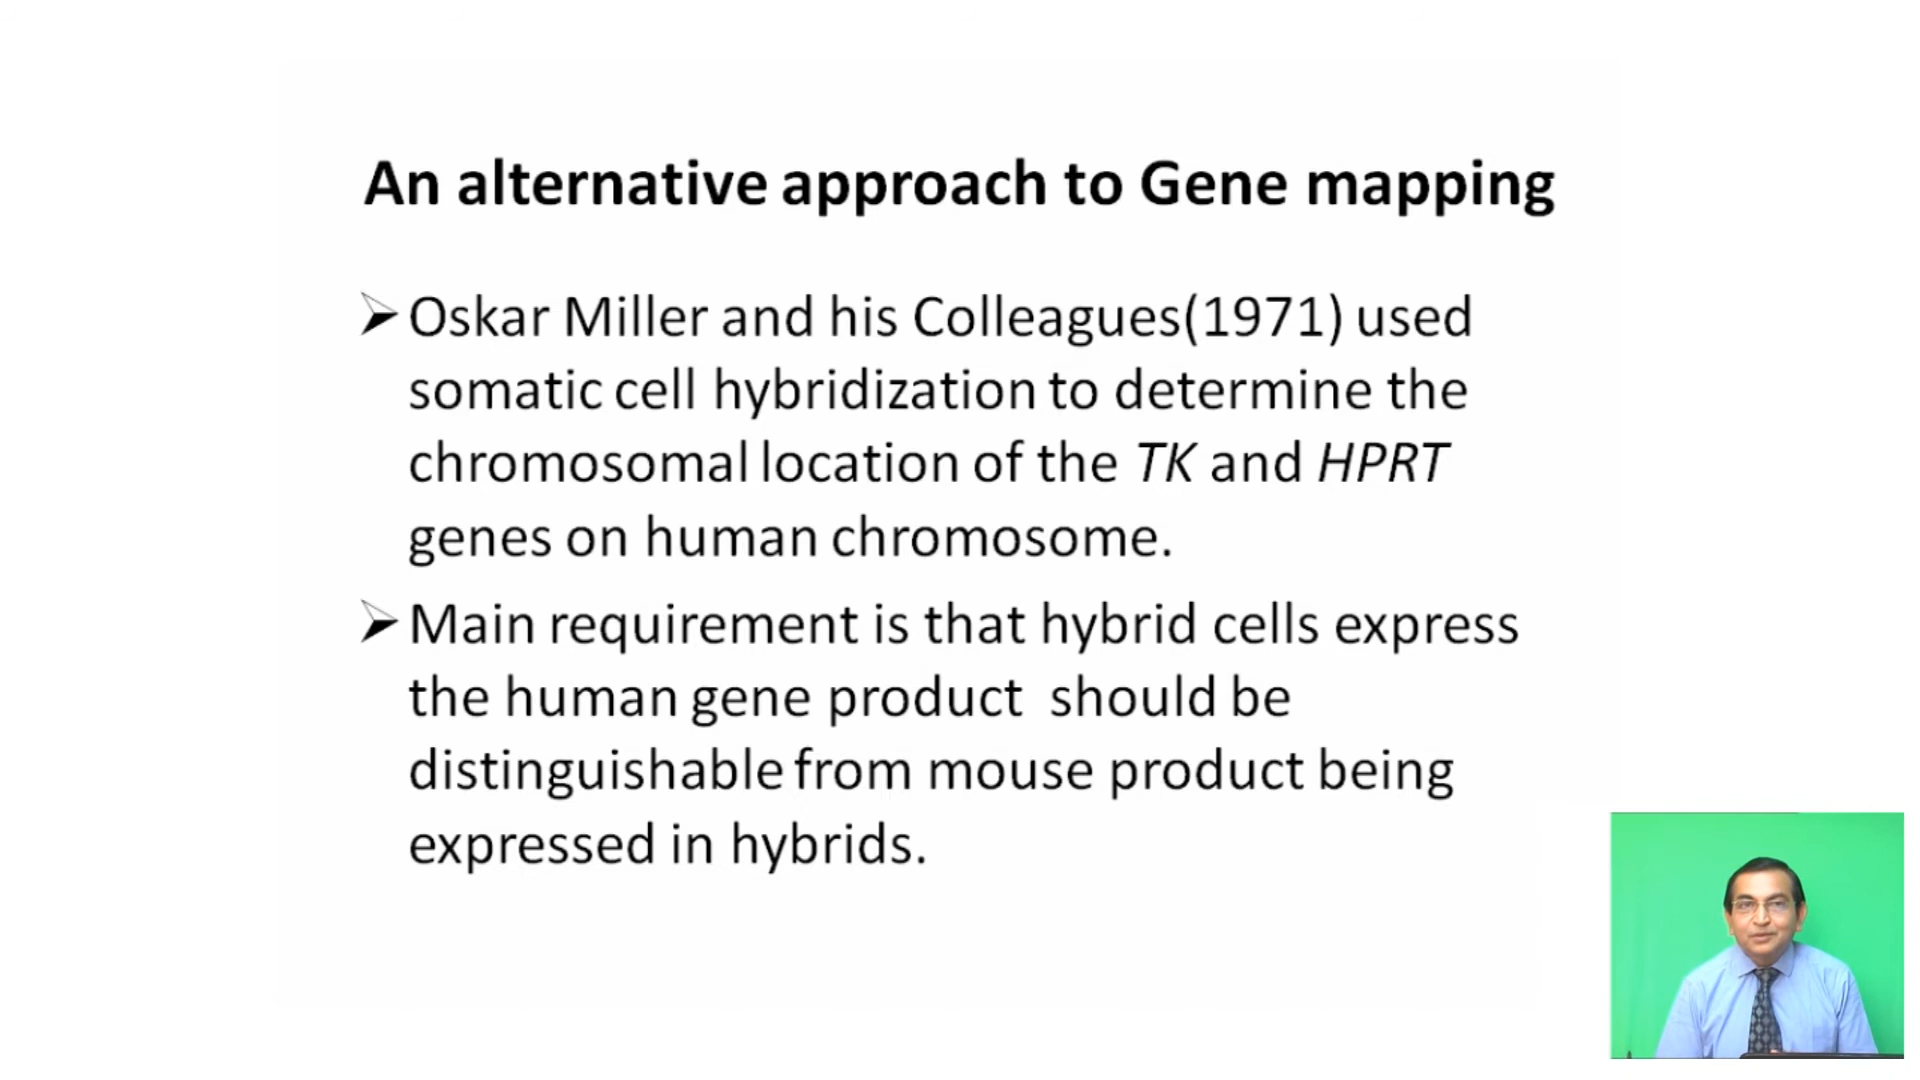 An alternative approach to Gene mapping
➢Oskar Miller and his Colleagues(1971) used
somatic cell hybridization to determine the
chromosomal location of the TK and HPRT
genes on human chromosome.
➢Main requirement is that hybrid cells express
the human gene product should be
distinguishable from mouse product being
expressed in hybrids.